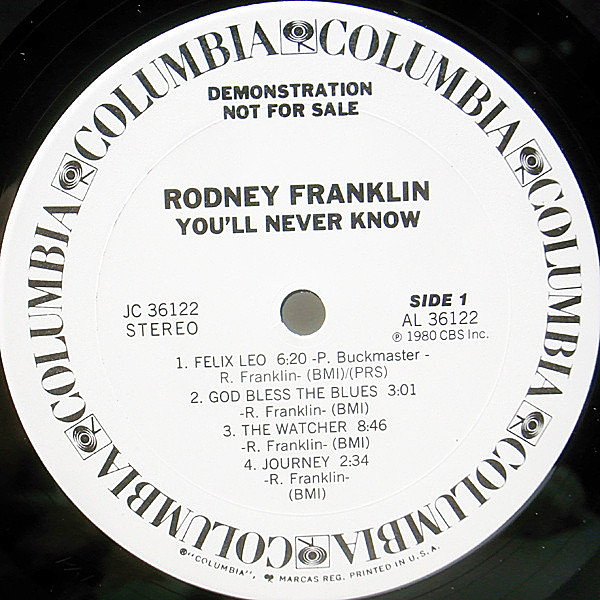 COLUMBIA COLUMBIA COLUMBIA COLUMBIA COLUMBIA COLUMBIA COLUMBIA COLUMBIA
DEMONSTRATION
NOT FOR SALE
RODNEY FRANKLIN
YOU'LL NEVER KNOW
JC 36122
STEREO
SIDE 1
AL 36122
℗ 1980 CBS Inc.
1. FELIX LEO 6:20 -P. Buckmaster -
R. Franklin- (BMI)/(PRS)
2. GOD BLESS THE BLUES 3:01
-R. Franklin- (BMI)
3. THE WATCHER 8:46
-R. Franklin- (BMI)
4. JOURNEY 2:34
-R. Franklin-
(BMI)
®"COLUMBIA", MARCAS REG. PRINTED IN U.S.A.